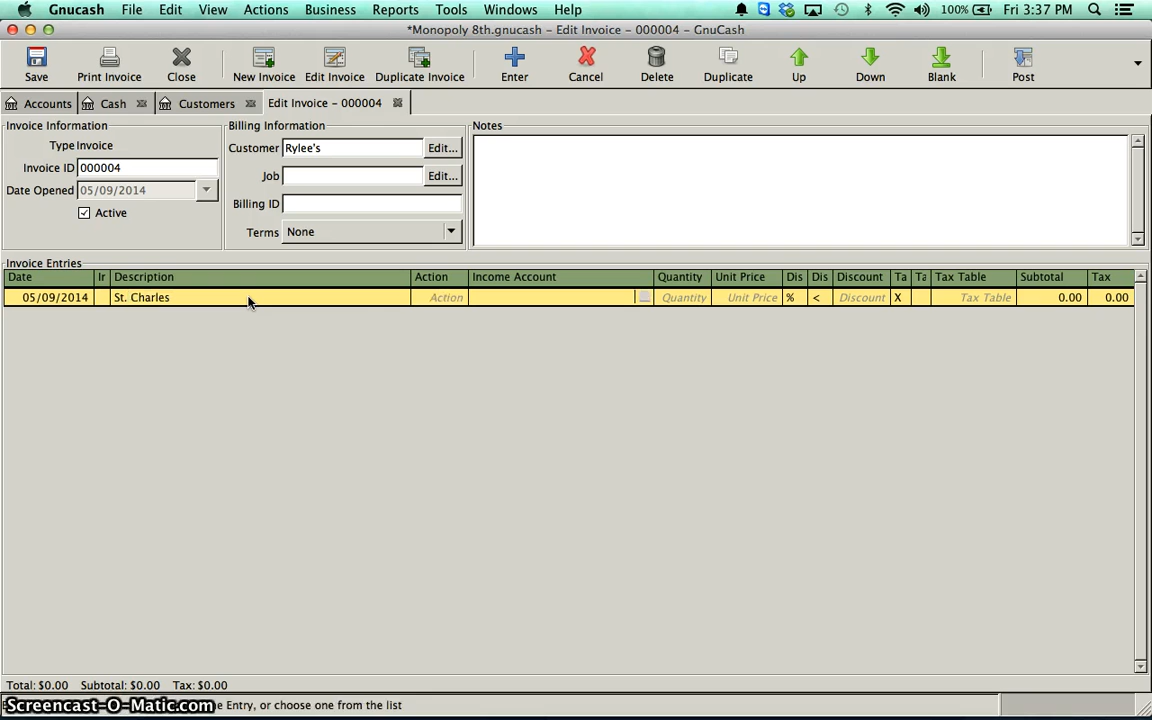 Gnucash File Edit View Actions Business Reports Tools Windows Help 100% Fri 3:37 PM
*Monopoly 8th.gnucash – Edit Invoice – 000004 – GnuCash
Save Print Invoice Close New Invoice Edit Invoice Duplicate Invoice Enter Cancel Delete Duplicate Up Down Blank Post
Accounts Cash Customers Edit Invoice – 000004
Invoice Information Billing Information Notes
Type Invoice
Customer Rylee's Edit...
Invoice ID 000004
Job Edit...
Date Opened 05/09/2014
Billing ID
Active
Terms None
Invoice Entries
Date Ir Description Action Income Account Quantity Unit Price Dis Dis Discount Ta Ta Tax Table Subtotal Tax
05/09/2014 St. Charles Action Quantity Unit Price % < Discount X Tax Table 0.00 0.00
Total: $0.00 Subtotal: $0.00 Tax: $0.00
Screencast-O-Matic.com e Entry, or choose one from the list